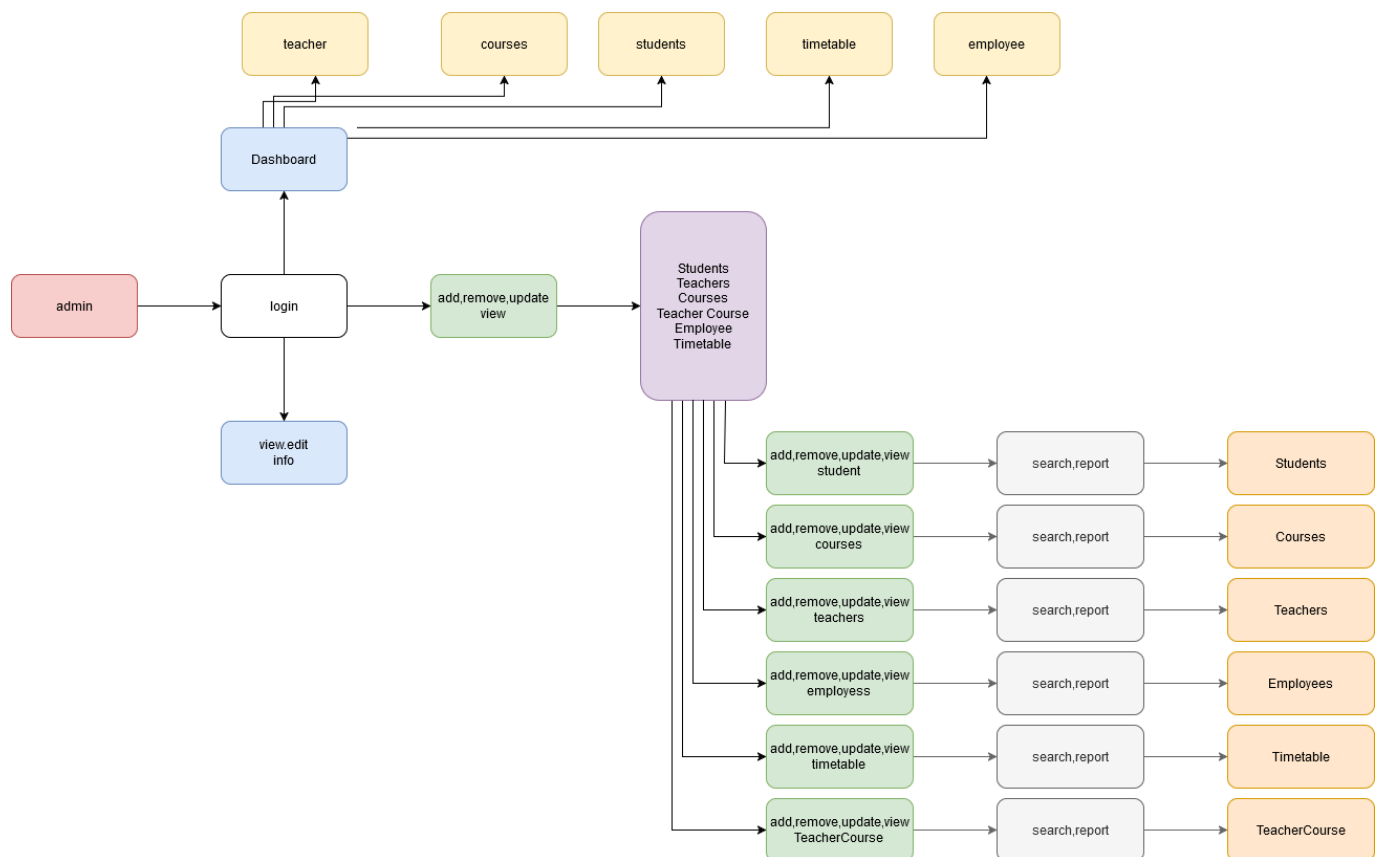 teacher
courses
students
timetable
employee
Dashboard
admin
login
add,remove,update
view
Students
Teachers
Courses
Teacher Course
Employee
Timetable
view.edit
info
add,remove,update,view
student
search,report
Students
add,remove,update,view
courses
search,report
Courses
add,remove,update,view
teachers
search,report
Teachers
add,remove,update,view
employess
search,report
Employees
add,remove,update,view
timetable
search,report
Timetable
add,remove,update,view
TeacherCourse
search,report
TeacherCourse